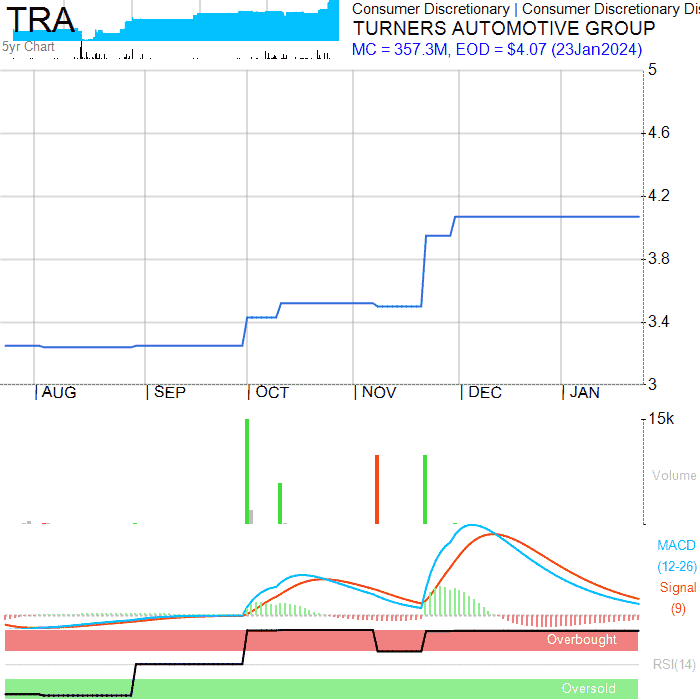 TRA
Consumer Discretionary | Consumer Discretionary Dis
TURNERS AUTOMOTIVE GROUP
5yr Chart
MC = 357.3M, EOD = $4.07 (23Jan2024)
5
4.6
4.2
3.8
3.4
3
AUG
SEP
OCT
NOV
DEC
JAN
15k
Volume
MACD
(12-26)
Signal
(9)
Overbought
RSI(14)
Oversold